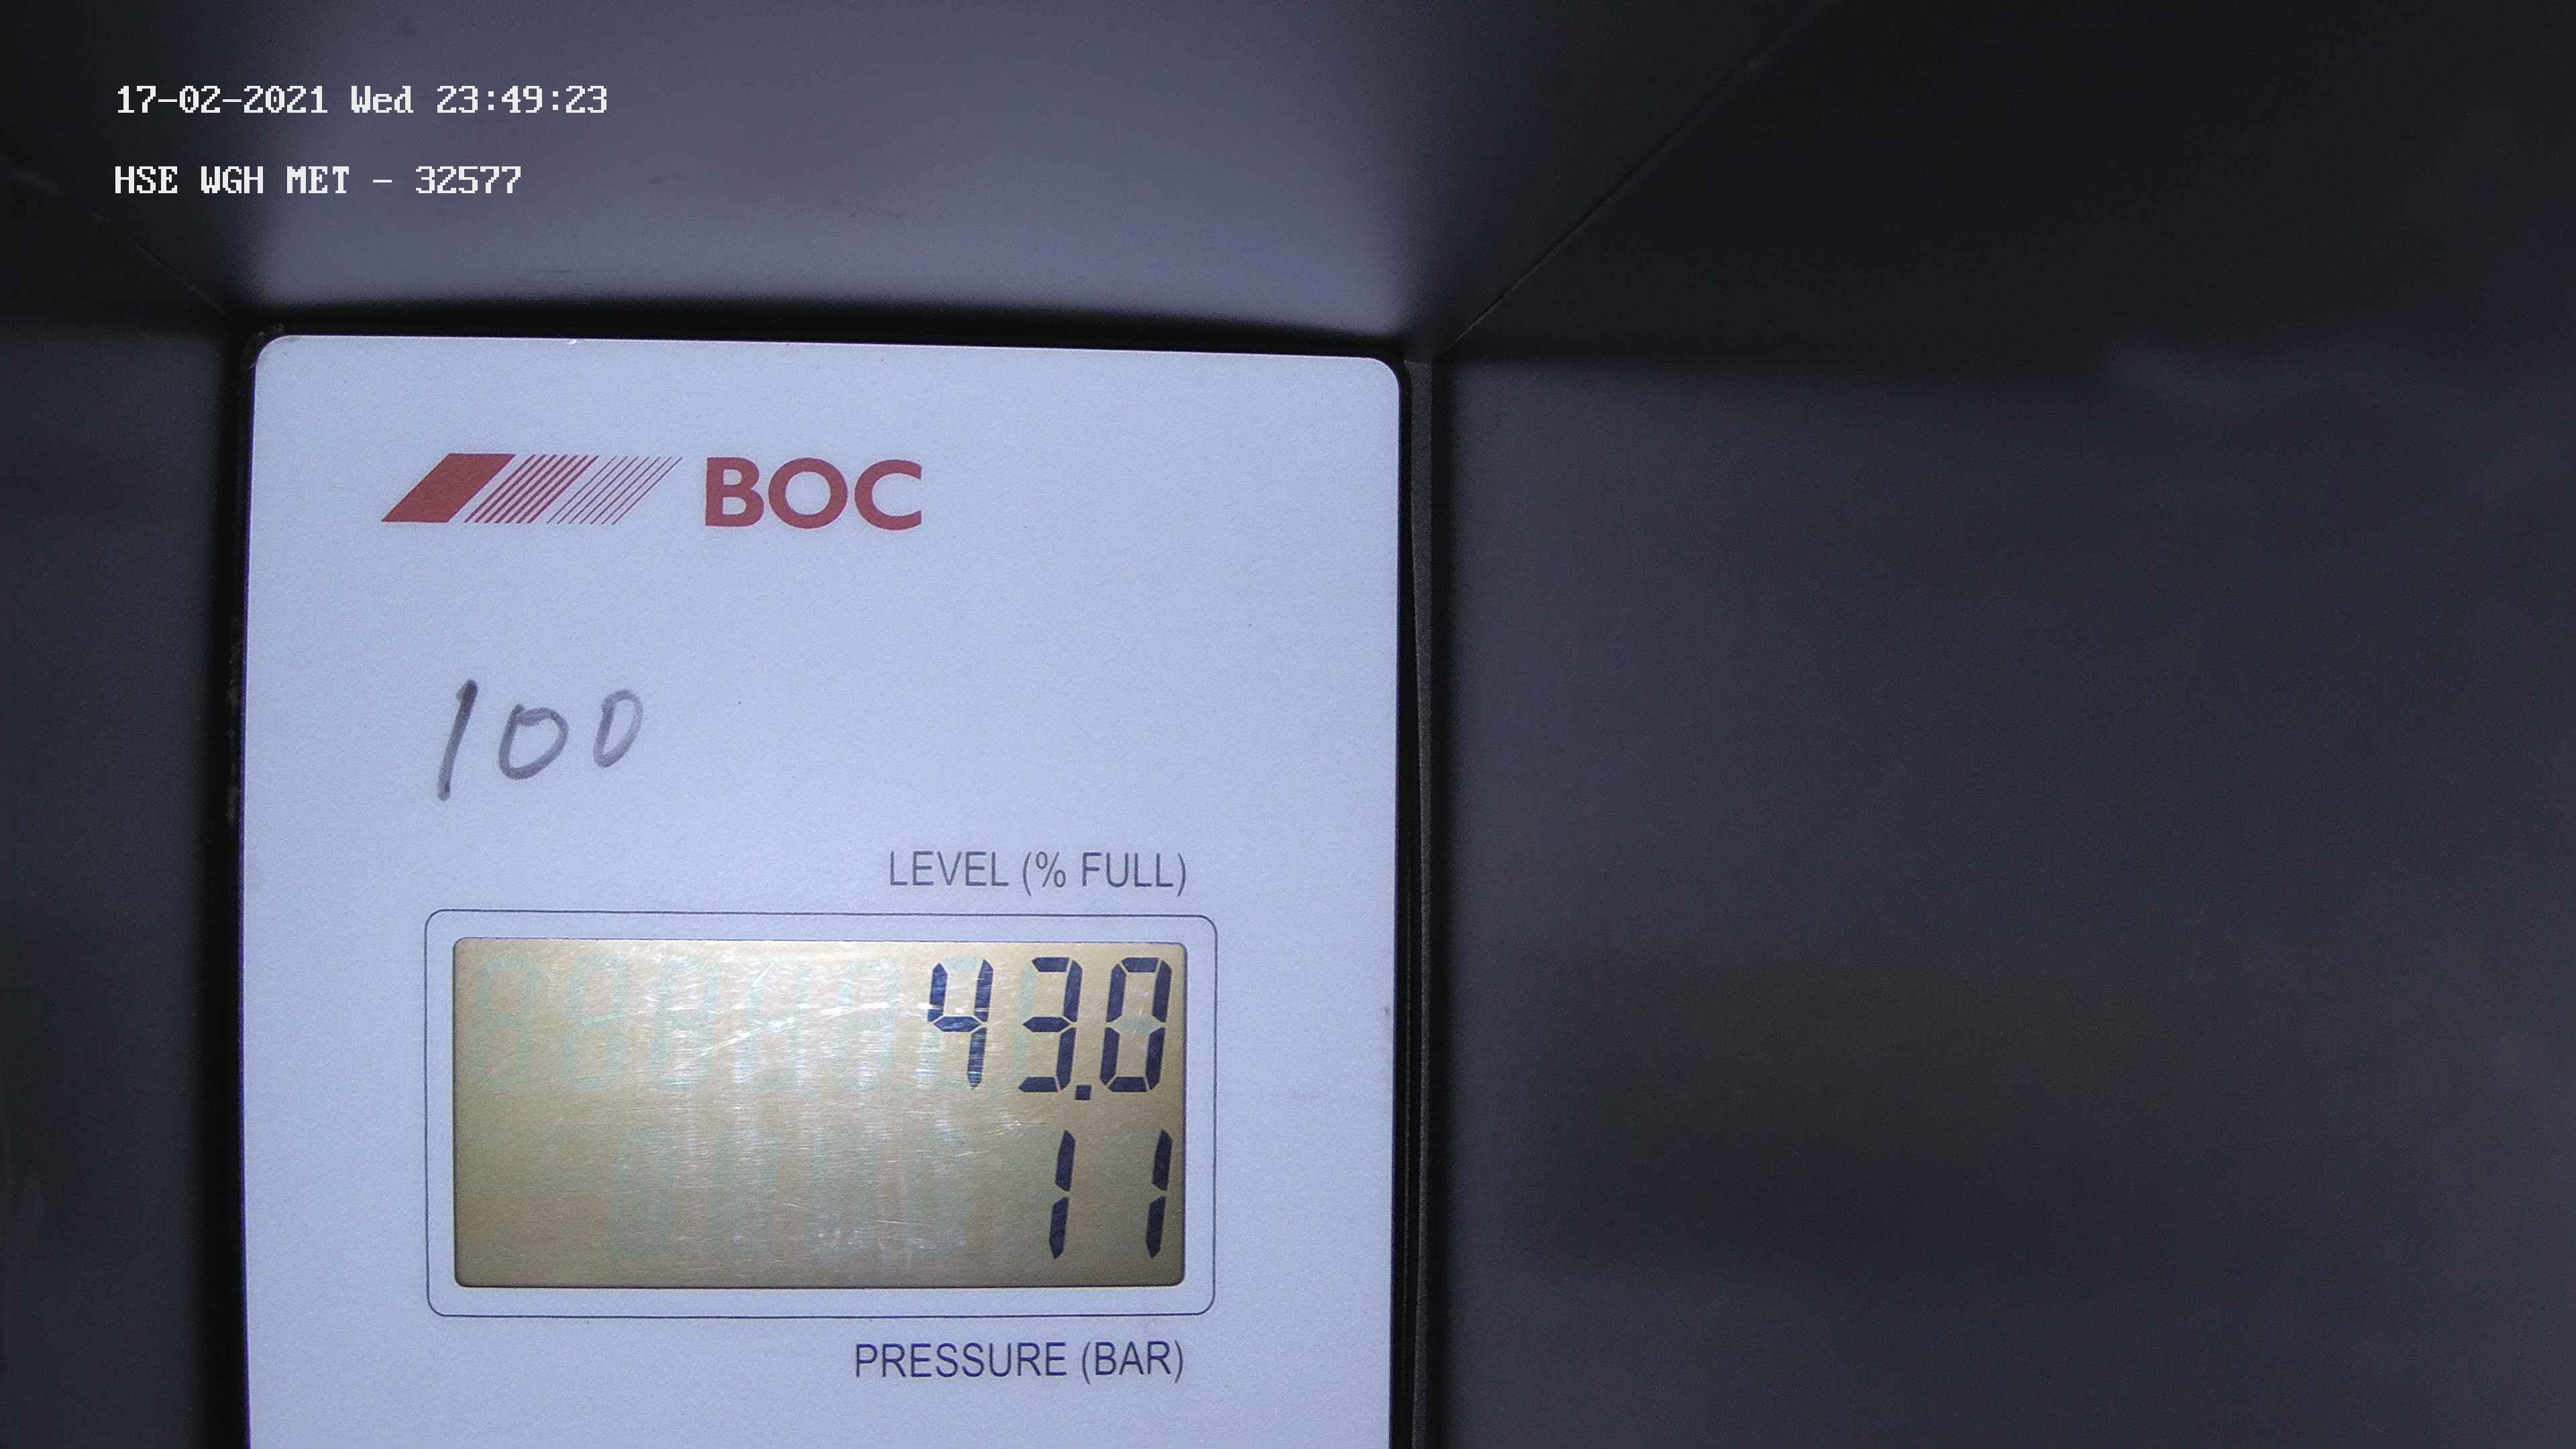 17-02-2021 Wed 23:49:23
HSE WGH MET - 32577
BOC
100
LEVEL (% FULL)
43.0
11
PRESSURE (BAR)